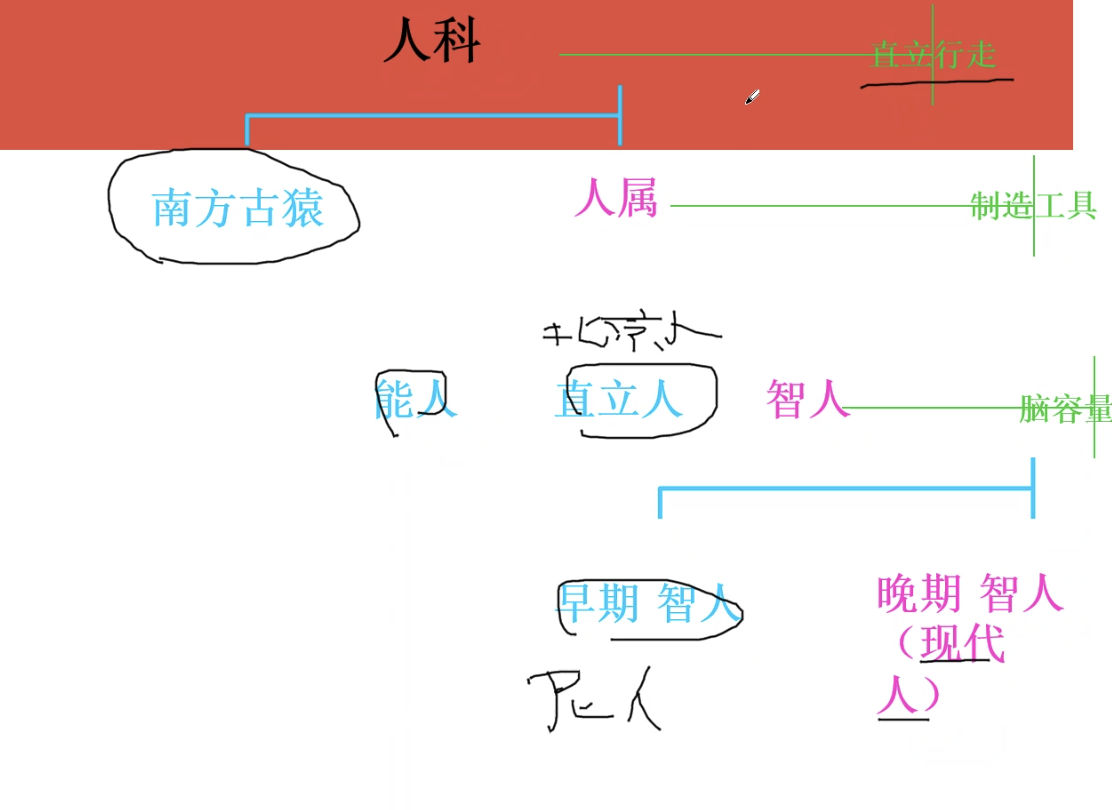 人科
直立行走
南方古猿
人属
制造工具
北京人
能人
直立人
智人
脑容量
早期 智人
晚期 智人
（现代
人）